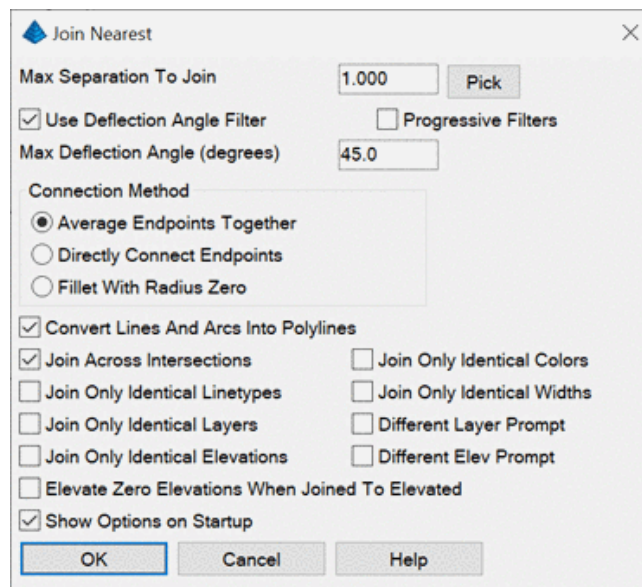 Join Nearest
Max Separation To Join 1.000 Pick
Use Deflection Angle Filter Progressive Filters
Max Deflection Angle (degrees) 45.0
Connection Method
Average Endpoints Together
Directly Connect Endpoints
Fillet With Radius Zero
Convert Lines And Arcs Into Polylines
Join Across Intersections Join Only Identical Colors
Join Only Identical Linetypes Join Only Identical Widths
Join Only Identical Layers Different Layer Prompt
Join Only Identical Elevations Different Elev Prompt
Elevate Zero Elevations When Joined To Elevated
Show Options on Startup
OK Cancel Help